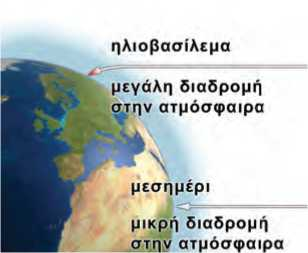 ηλιοβασίλεμα
μεγάλη διαδρομή
στην ατμόσφαιρα
μεσημέρι
μικρή διαδρομή
στην ατμόσφαιρα